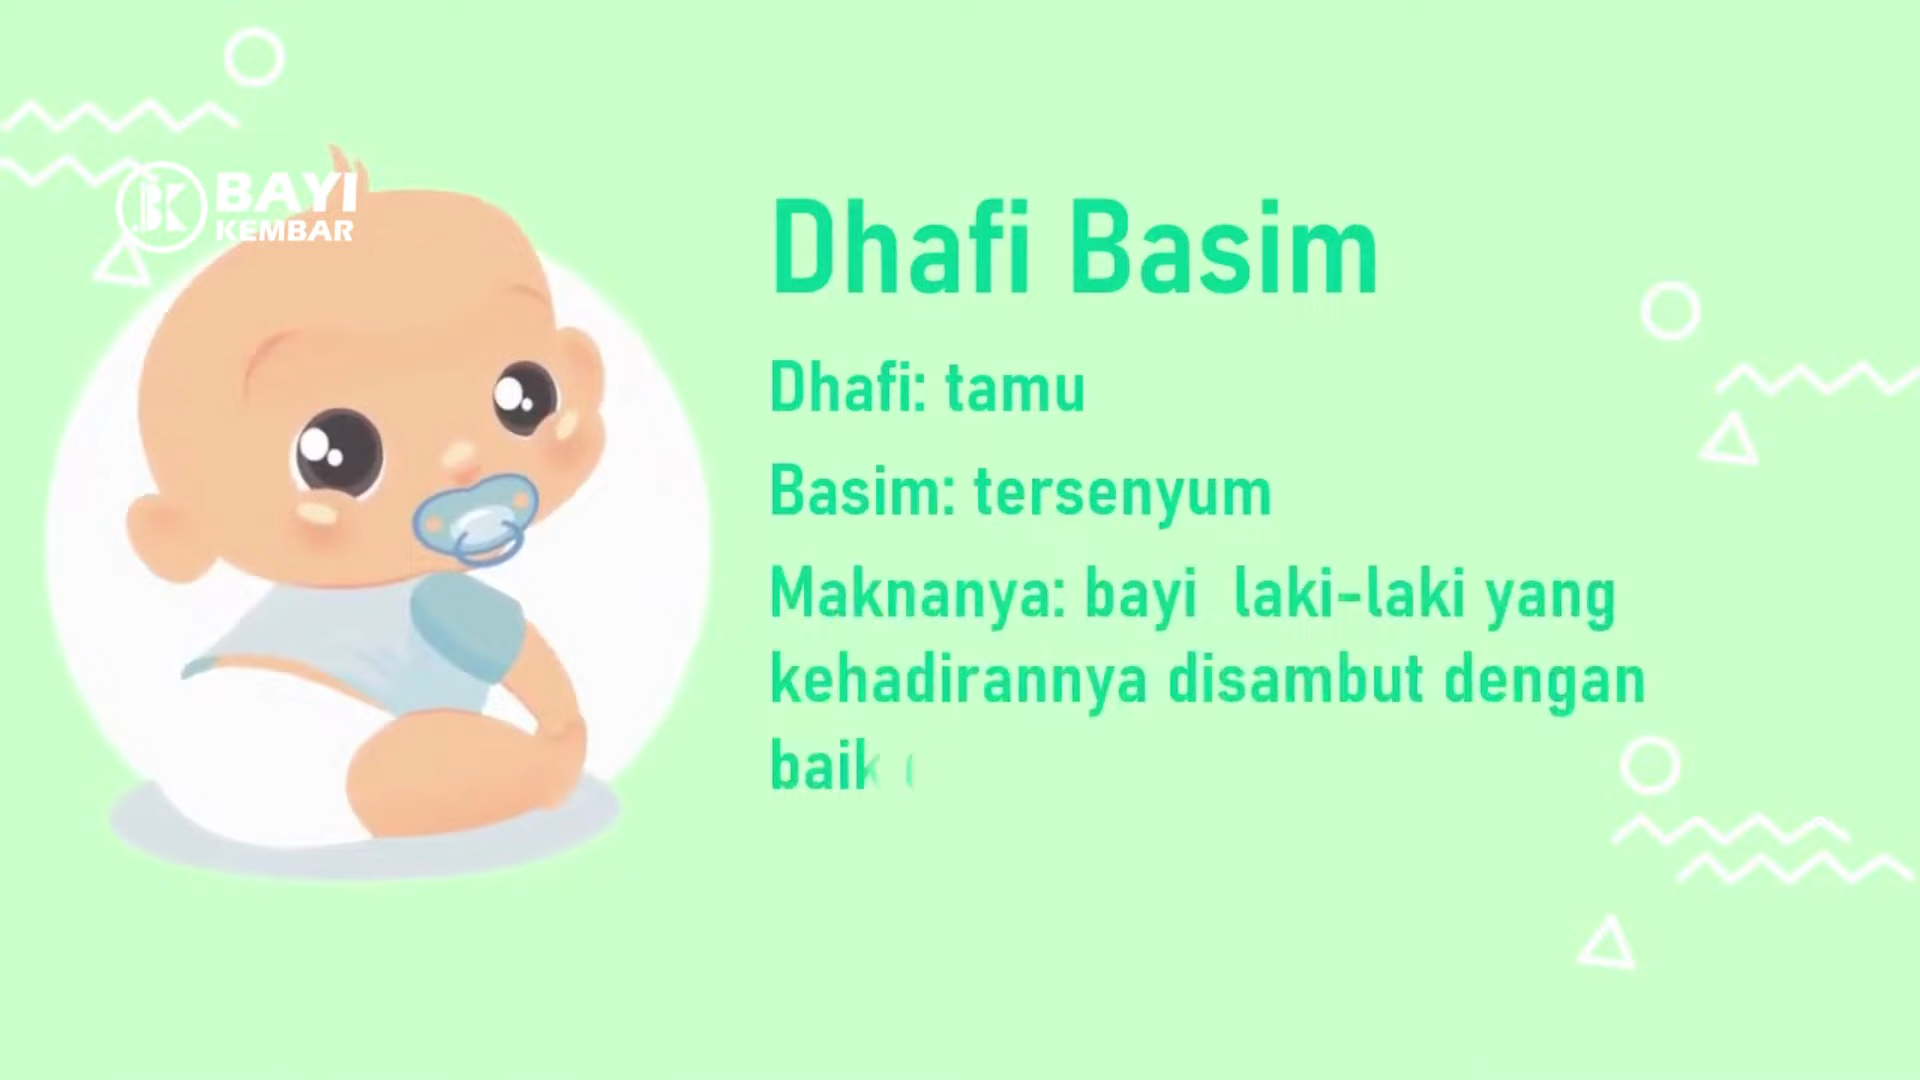 BAYI
KEMBAR
Dhafi Basim
Dhafi: tamu
Basim: tersenyum
Maknanya: bayi laki-laki yang
kehadirannya disambut dengan
baik